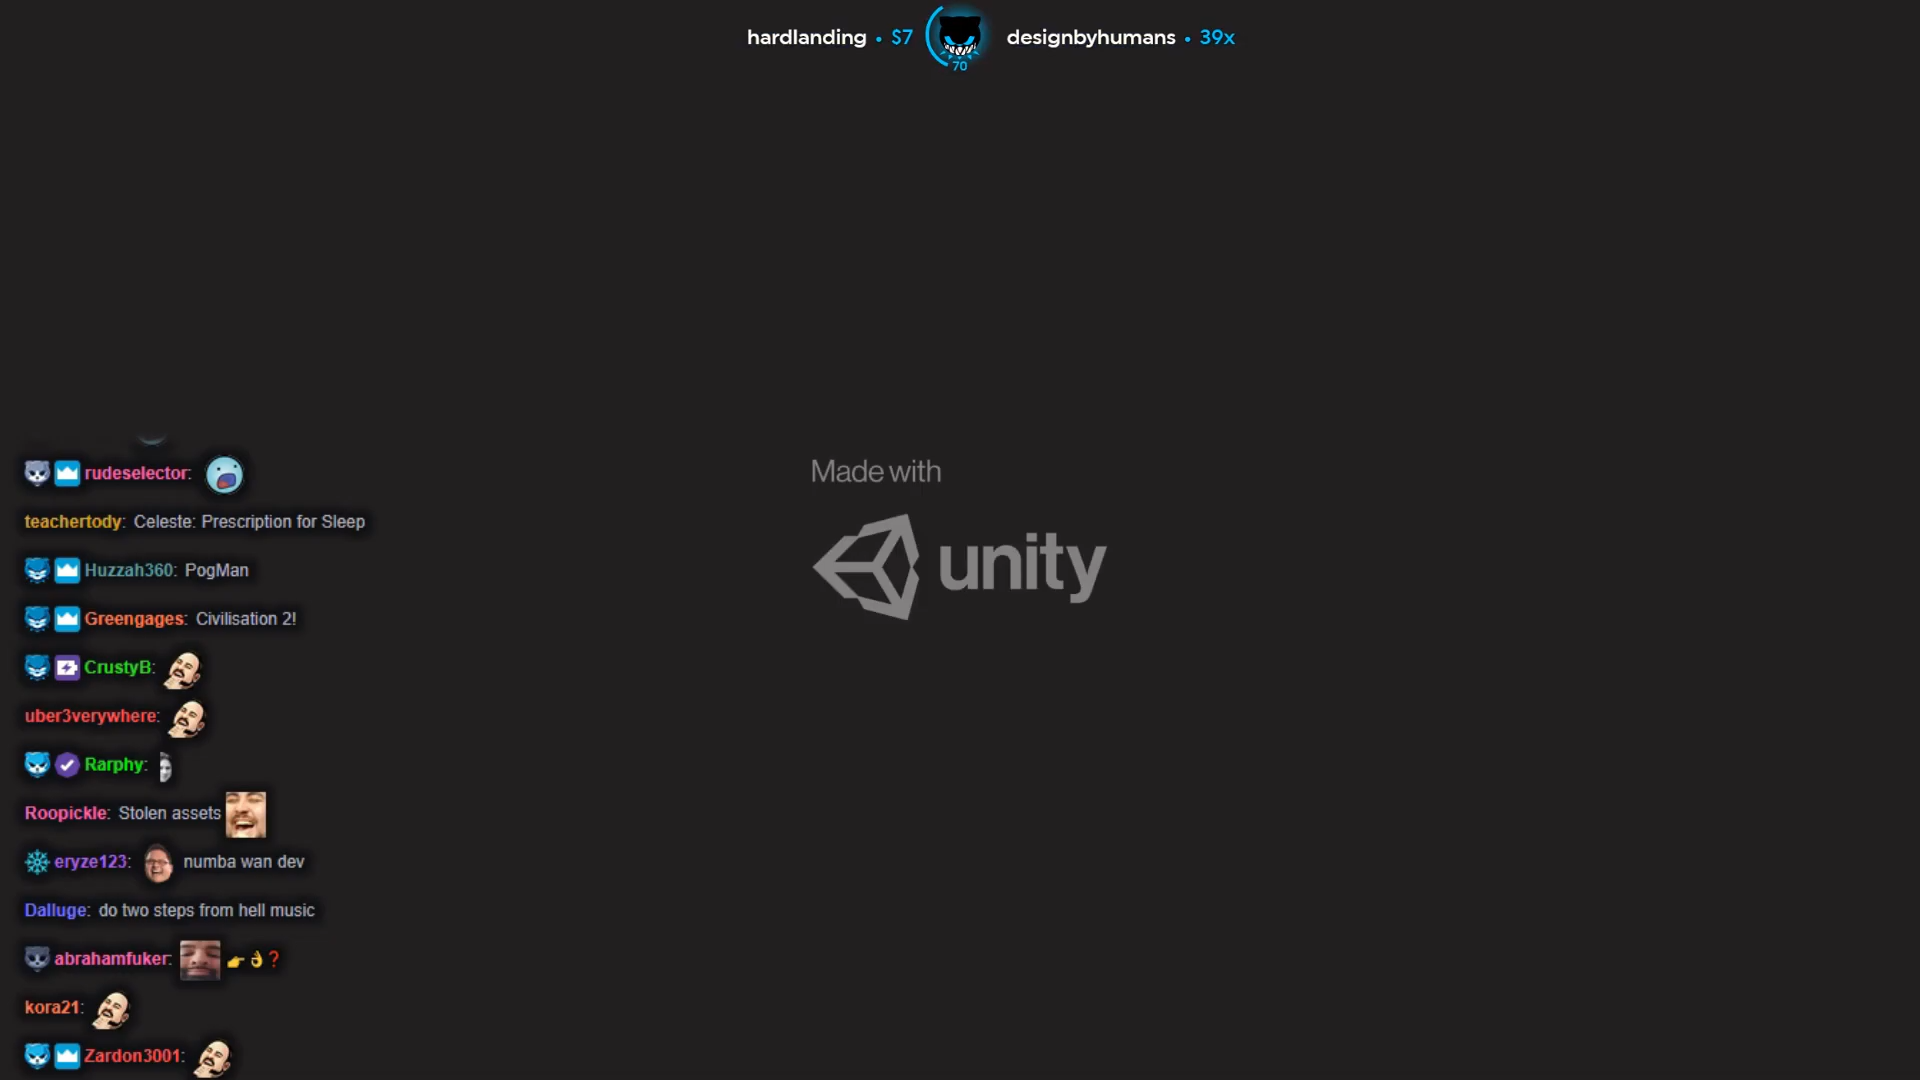 hardlanding • $7
70
designbyhumans • 39x
Made with
unity
rudeselector:
teachertody: Celeste: Prescription for Sleep
Huzzah360: PogMan
Greengages: Civilisation 2!
CrustyB:
uber3verywhere:
Rarphy:
Roopickle: Stolen assets
eryze123: numba wan dev
Dalluge: do two steps from hell music
abrahamfuker: 👉👌❓
kora21:
Zardon3001: